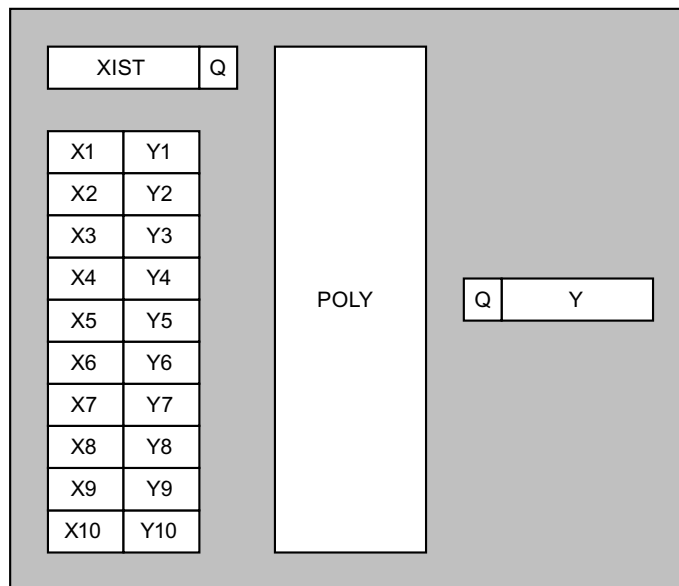 XIST Q
X1 Y1
X2 Y2
X3 Y3
X4 Y4
X5 Y5
X6 Y6
X7 Y7
X8 Y8
X9 Y9
X10 Y10
POLY
Q Y